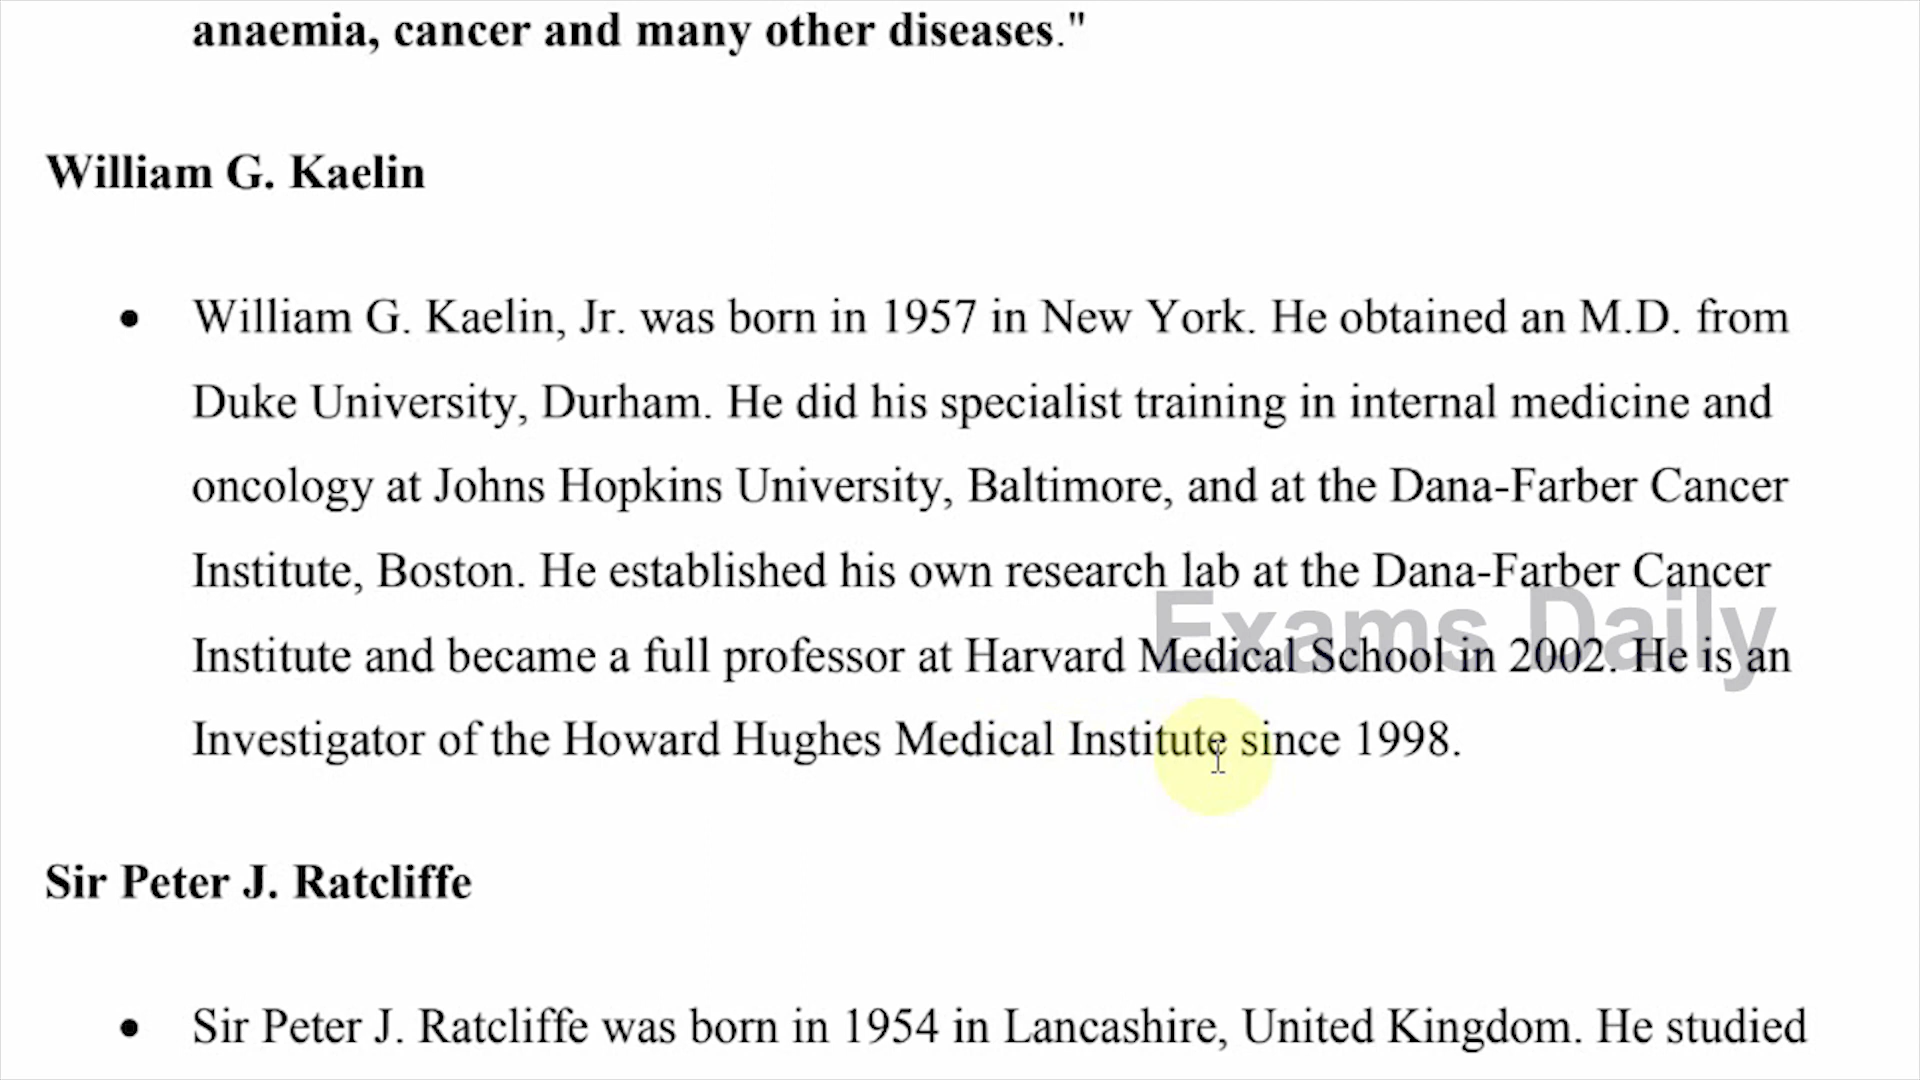 anaemia, cancer and many other diseases."
William G. Kaelin
• William G. Kaelin, Jr. was born in 1957 in New York. He obtained an M.D. from
Duke University, Durham. He did his specialist training in internal medicine and
oncology at Johns Hopkins University, Baltimore, and at the Dana-Farber Cancer
Institute, Boston. He established his own research lab at the Dana-Farber Cancer
Exams Daily
Institute and became a full professor at Harvard Medical School in 2002. He is an
Investigator of the Howard Hughes Medical Institute since 1998.
Sir Peter J. Ratcliffe
• Sir Peter J. Ratcliffe was born in 1954 in Lancashire, United Kingdom. He studied